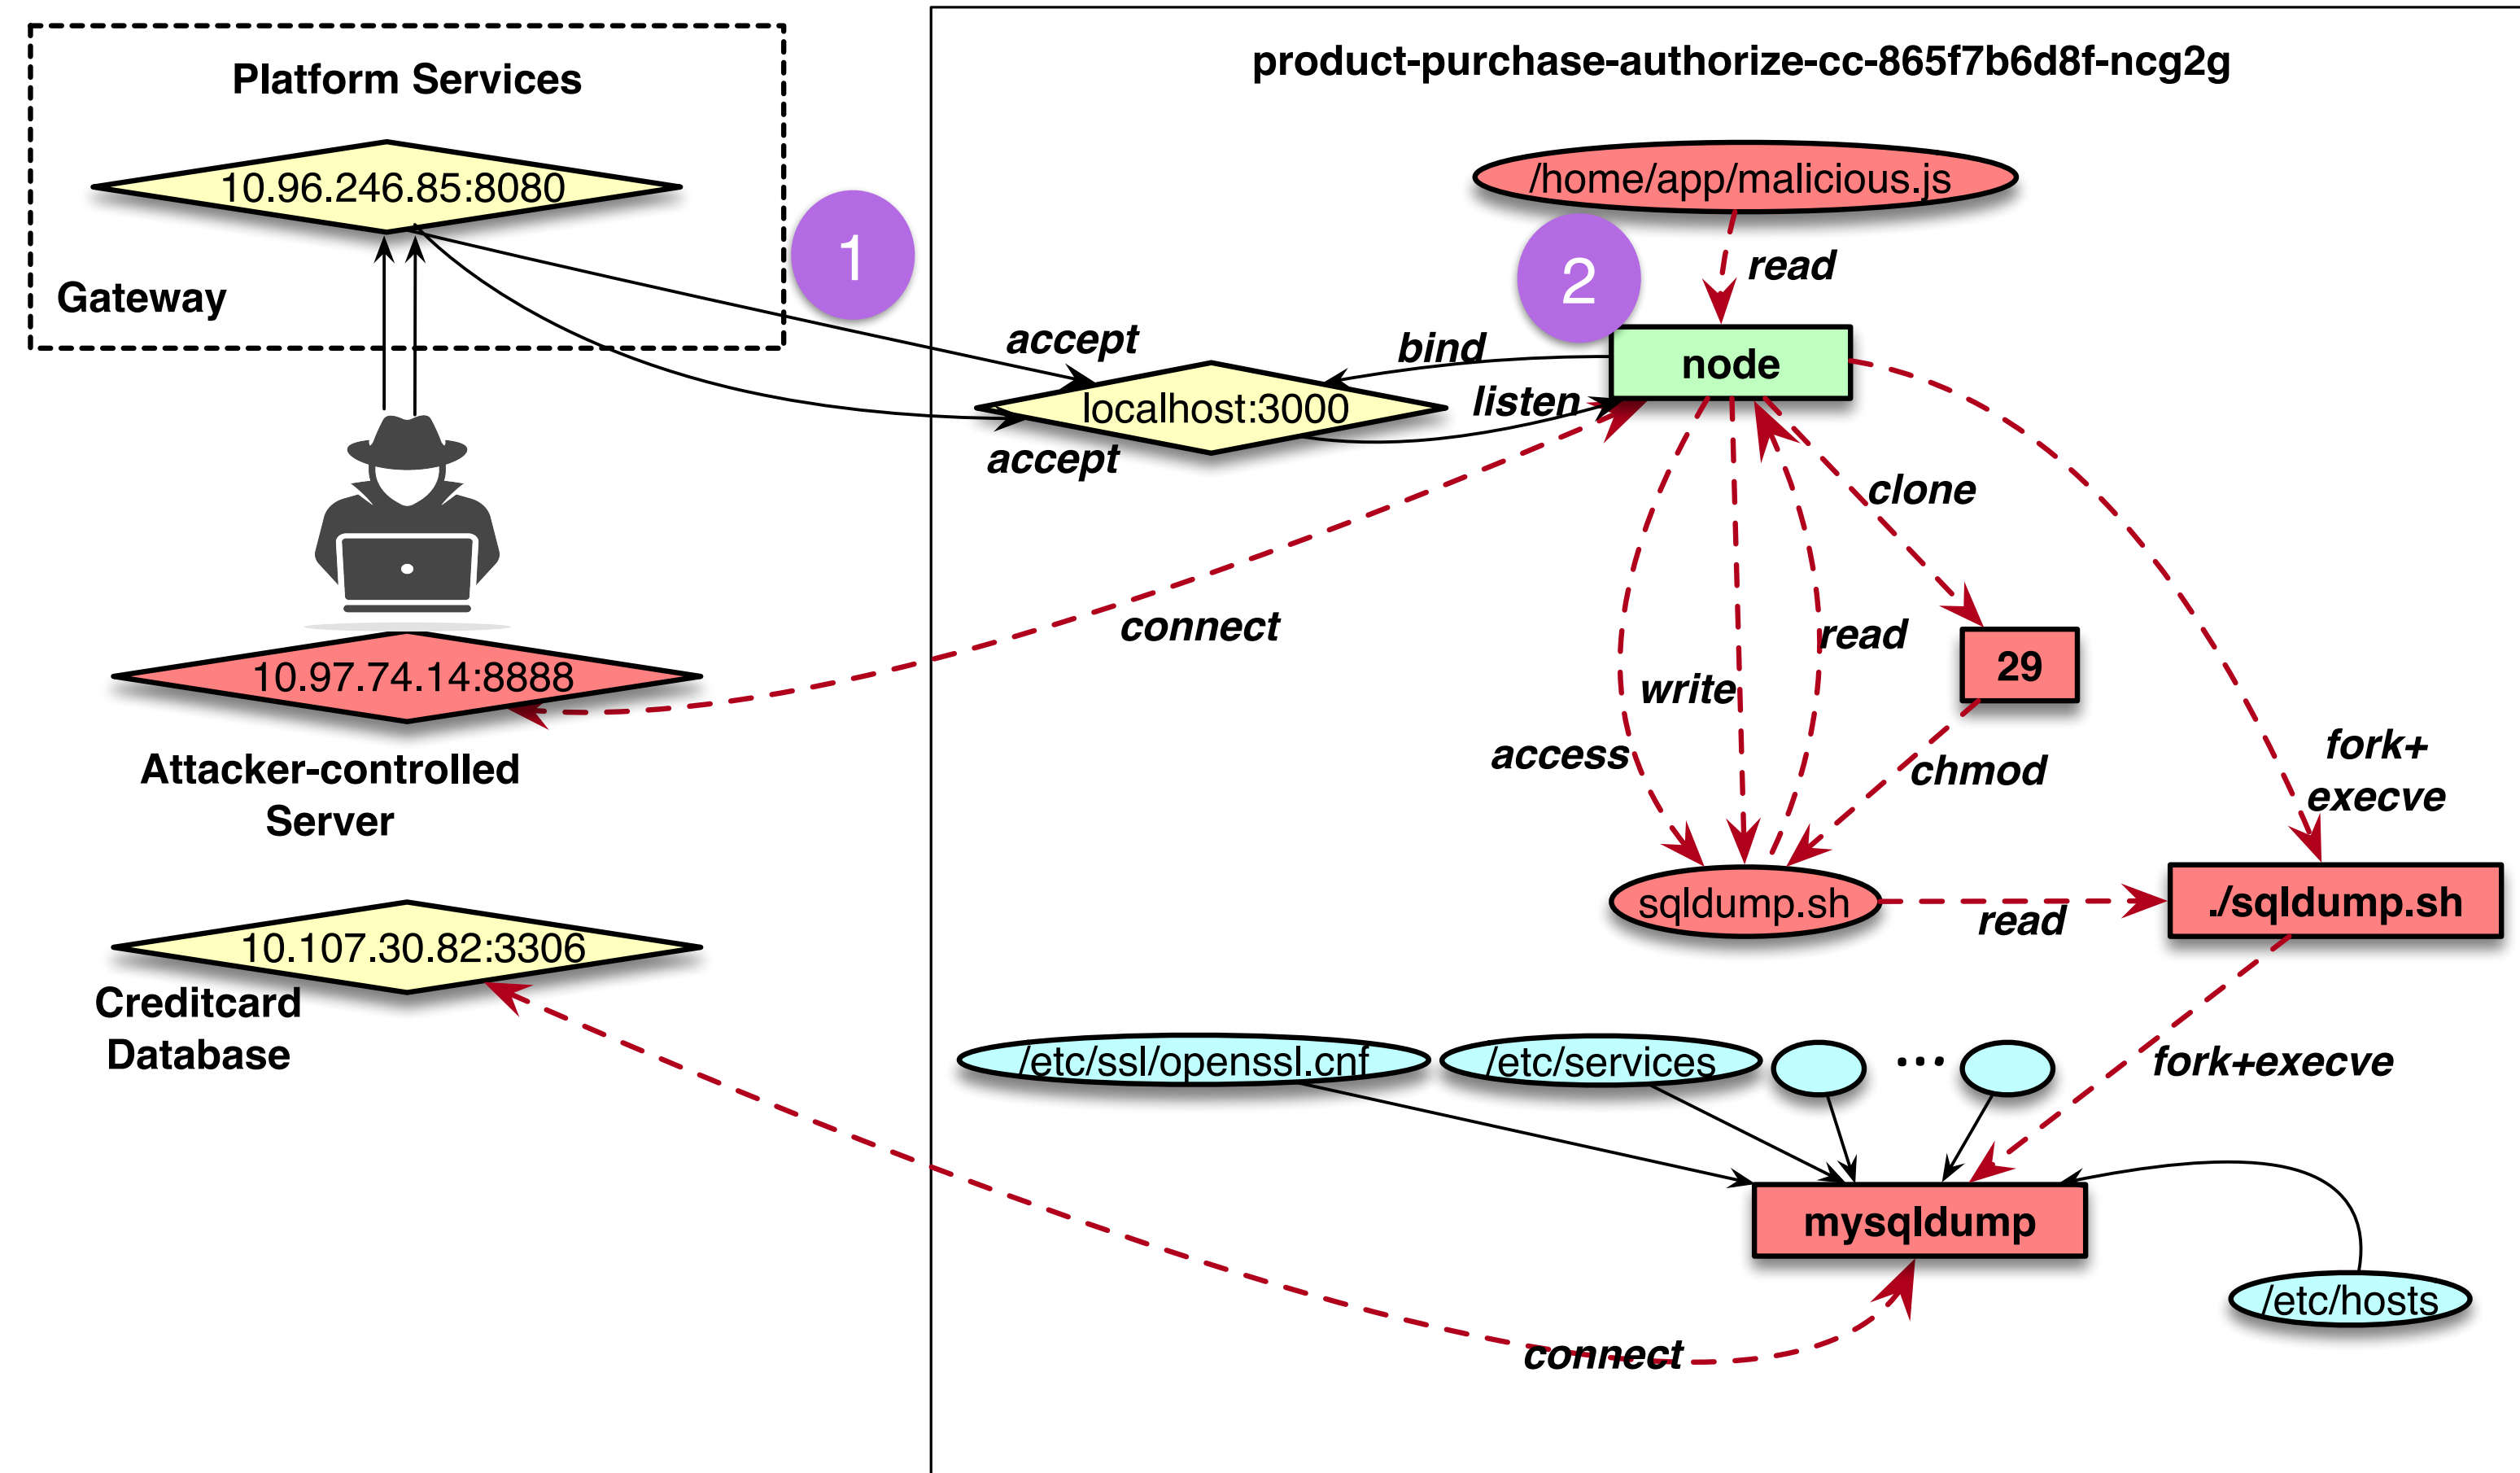 product-purchase-authorize-cc-865f7b6d8f-ncg2g
Platform Services
10.96.246.85:8080
Gateway
1
/home/app/malicious.js
2
read
node
accept
bind
localhost:3000
listen
accept
clone
connect
read
29
10.97.74.14:8888
write
Attacker-controlled
Server
access
chmod
fork+
execve
sqldump.sh
read
./sqldump.sh
10.107.30.82:3306
Creditcard
Database
/etc/ssl/openssl.cnf
/etc/services
...
fork+execve
mysqldump
/etc/hosts
connect